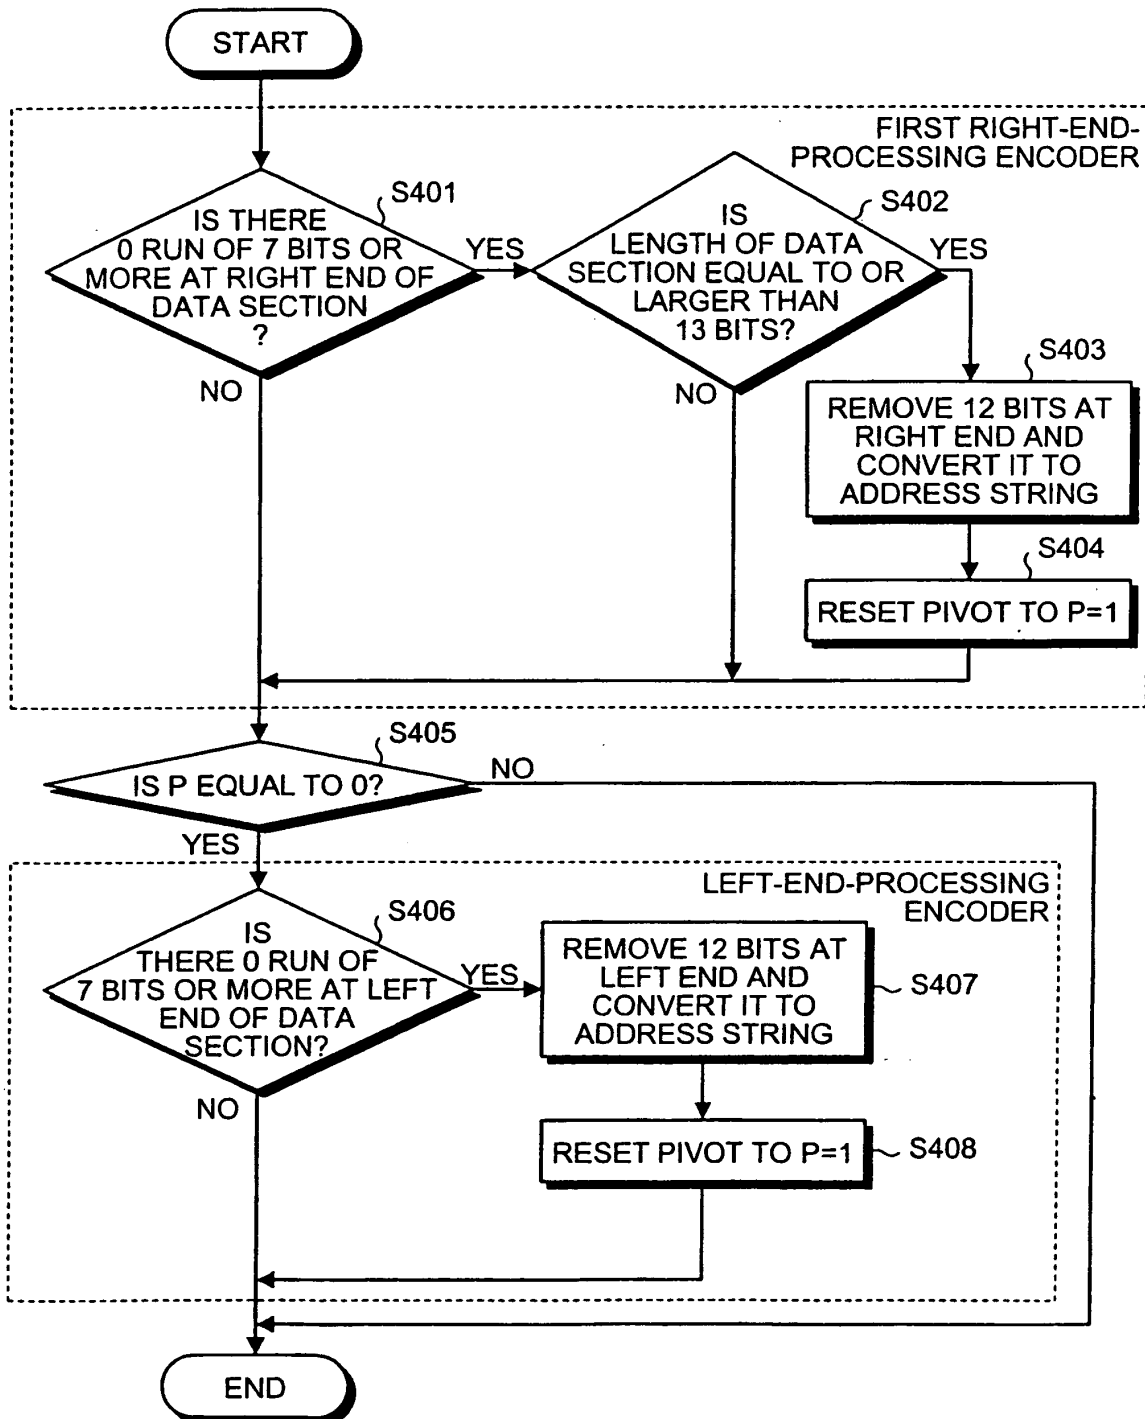 START
FIRST RIGHT-END-
PROCESSING ENCODER
S401
IS THERE
0 RUN OF 7 BITS OR
MORE AT RIGHT END OF
DATA SECTION
?
YES
NO
S402
IS
LENGTH OF DATA
SECTION EQUAL TO OR
LARGER THAN
13 BITS?
YES
NO
S403
REMOVE 12 BITS AT
RIGHT END AND
CONVERT IT TO
ADDRESS STRING
S404
RESET PIVOT TO P=1
S405
IS P EQUAL TO 0?
NO
YES
LEFT-END-PROCESSING
ENCODER
S406
IS
THERE 0 RUN OF
7 BITS OR MORE AT LEFT
END OF DATA
SECTION?
YES
NO
REMOVE 12 BITS AT
LEFT END AND
CONVERT IT TO
ADDRESS STRING
S407
RESET PIVOT TO P=1
S408
END